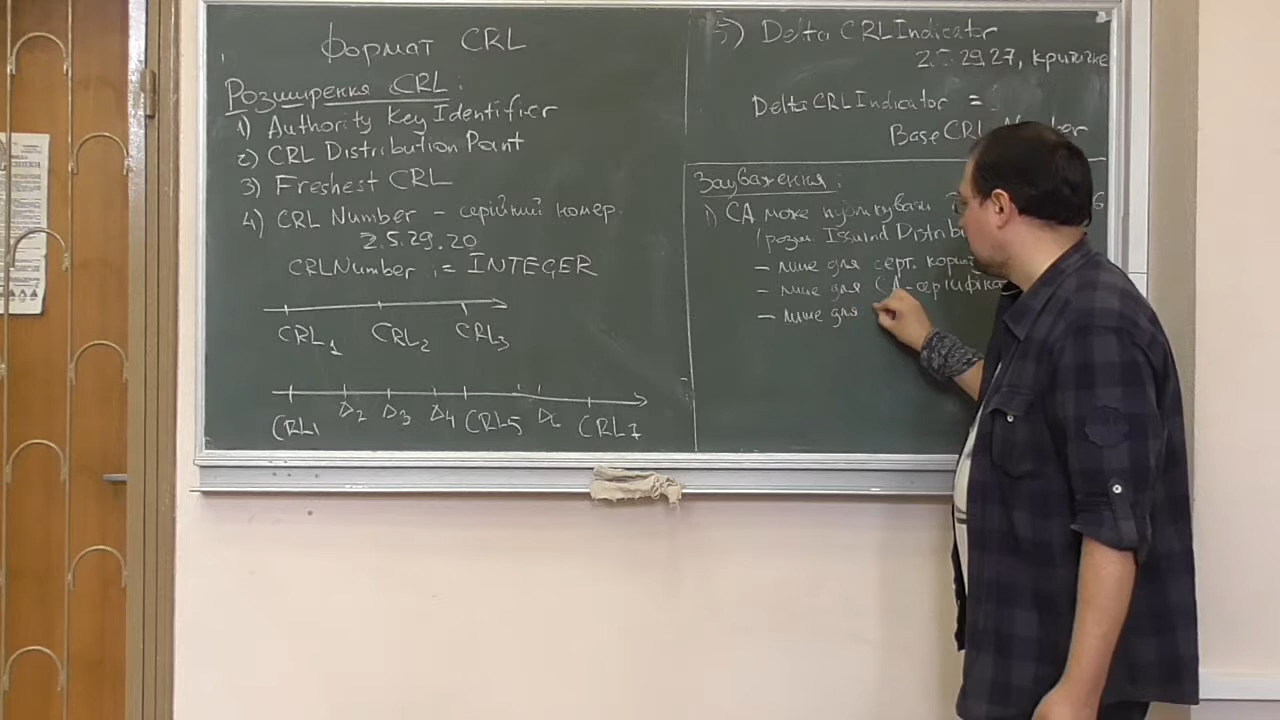 Формат CRL
Розширення CRL:
1) Authority Key Identifier
2) CRL Distribution Point
3) Freshest CRL
4) CRL Number - серійний номер
2.5.29.20
CRLNumber := INTEGER
CRL1 CRL2 CRL3
CRL1 Δ2 Δ3 Δ4 CRL5 Δ6 CRL7
5) Delta CRL Indicator
2.5.29.27, критичне
DeltaCRLIndicator =
BaseCRLNumber
Зауваження:
1) CA може публікувати
(розш. Issuind Distrib
- лише для серт. корист
- лише для CA-сертифіка
- лише для